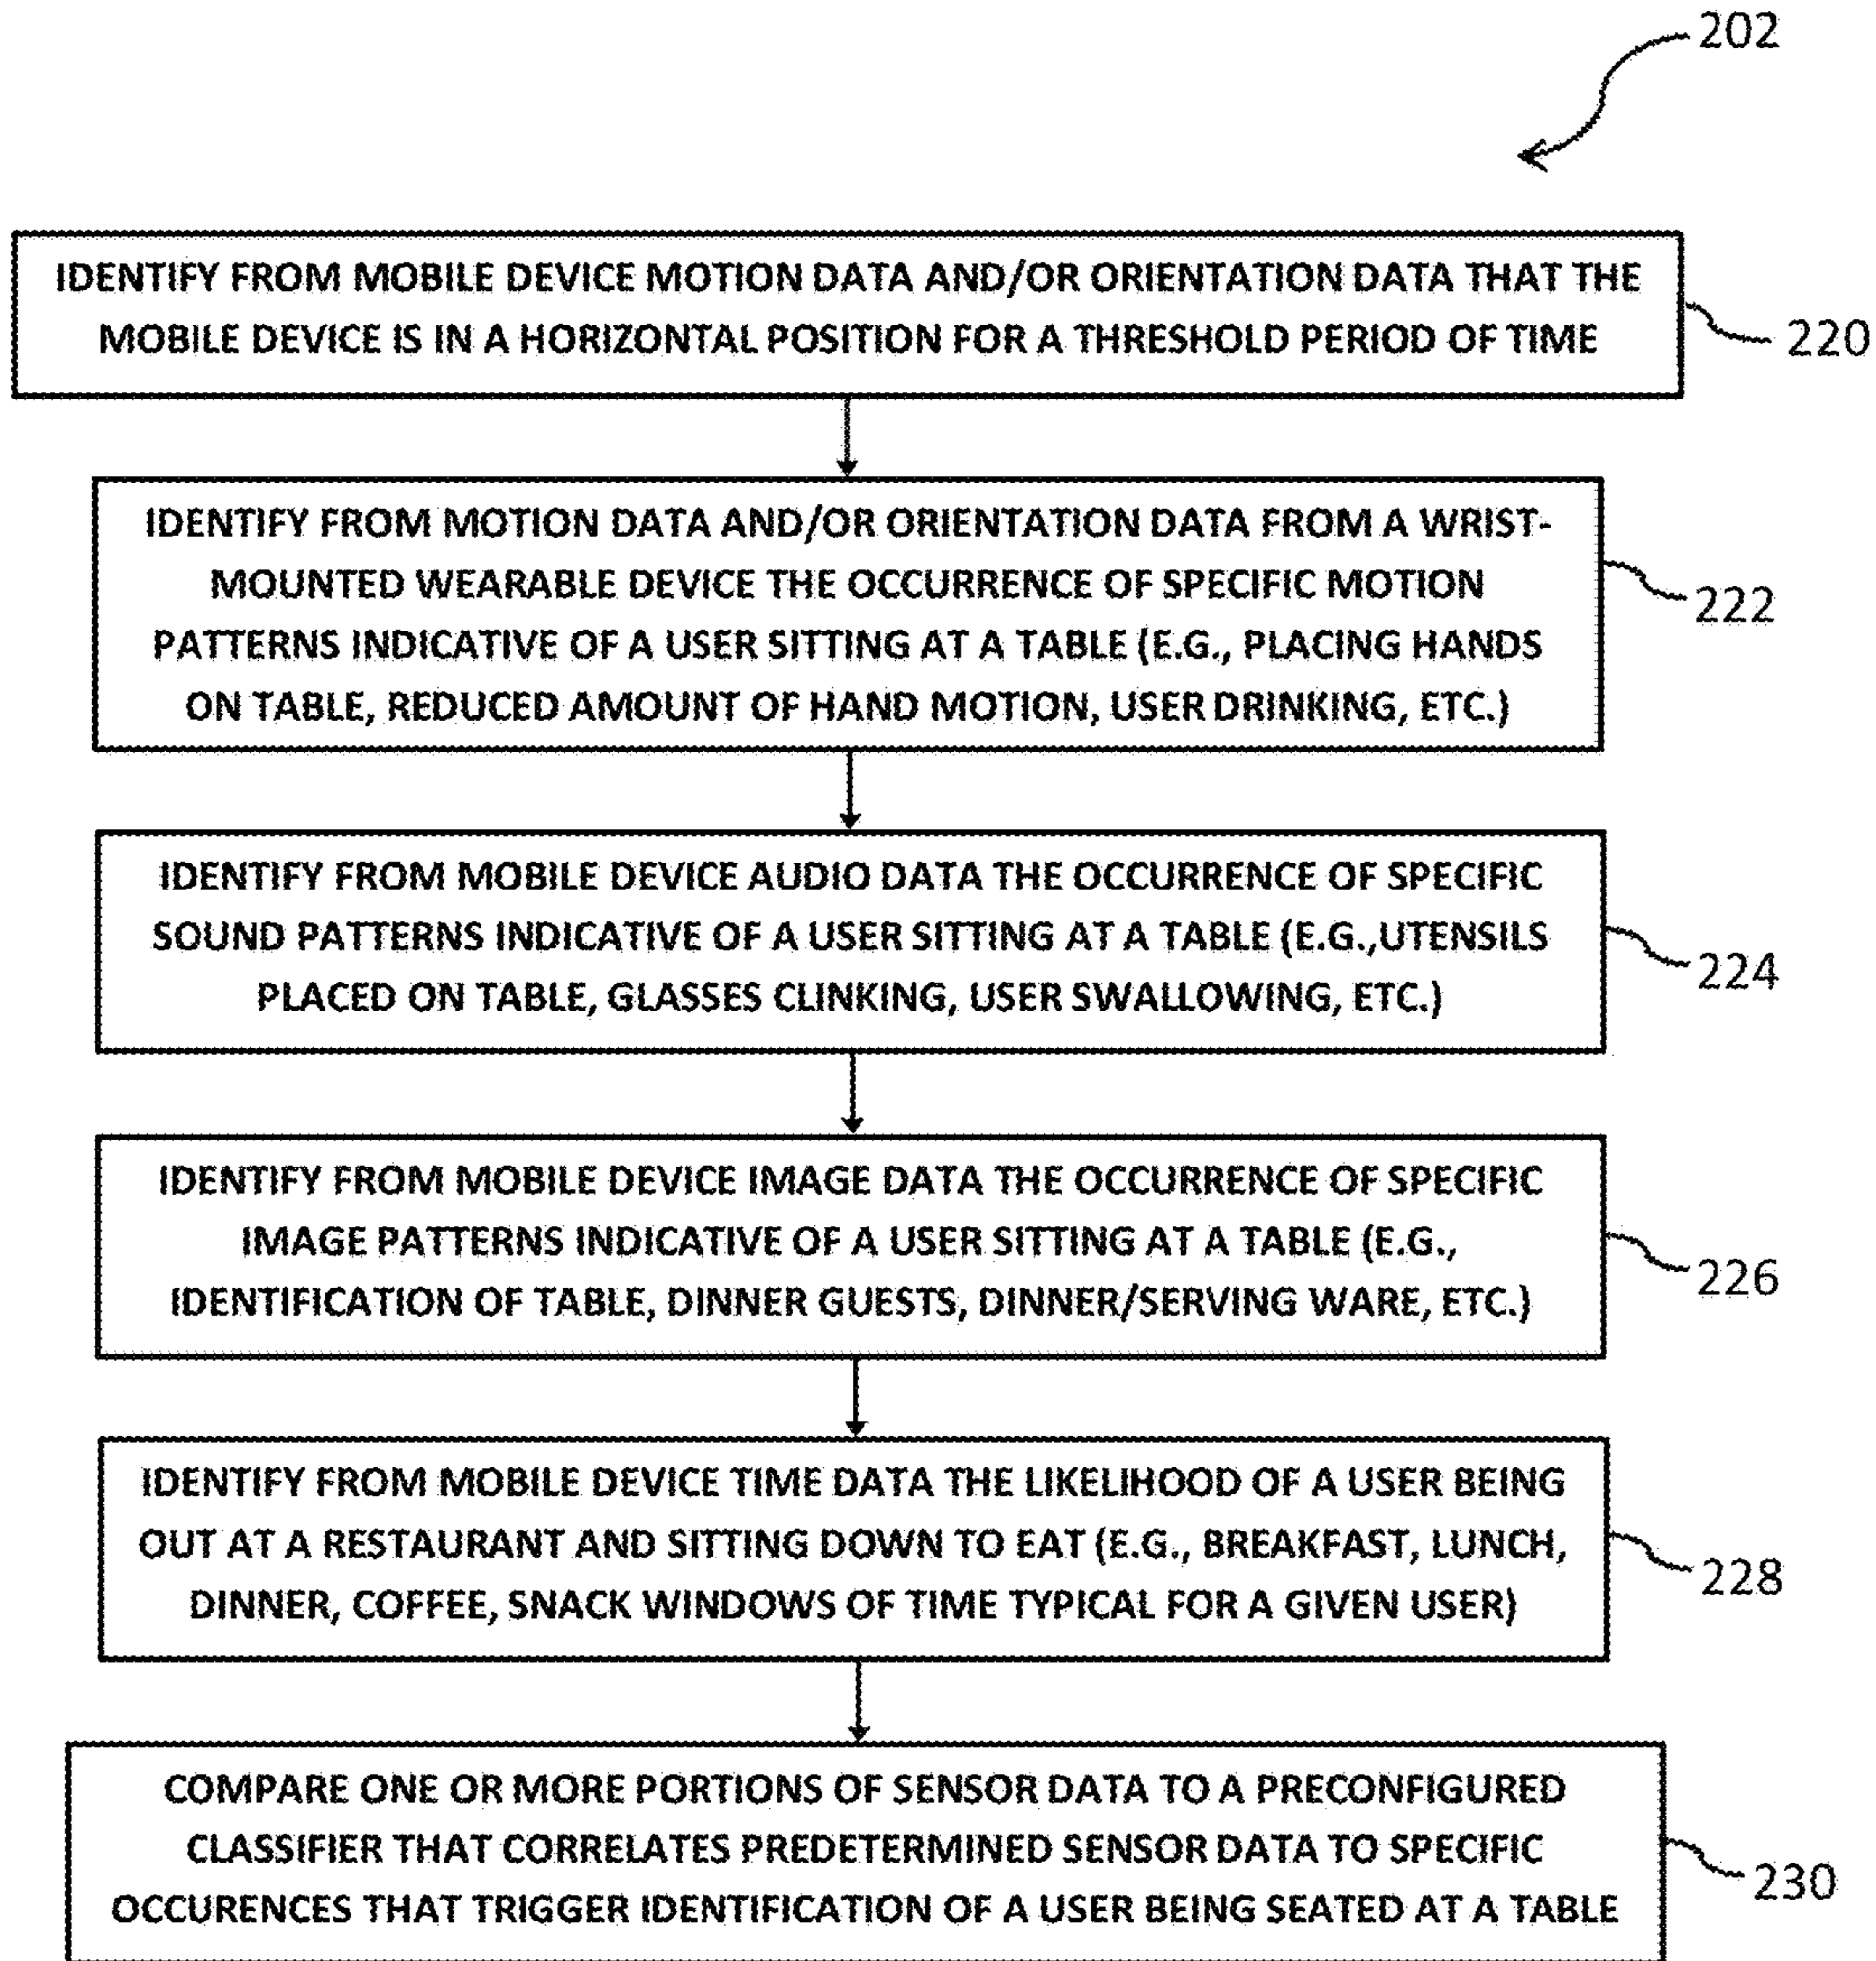 202
IDENTIFY FROM MOBILE DEVICE MOTION DATA AND/OR ORIENTATION DATA THAT THE
MOBILE DEVICE IS IN A HORIZONTAL POSITION FOR A THRESHOLD PERIOD OF TIME
220
IDENTIFY FROM MOTION DATA AND/OR ORIENTATION DATA FROM A WRIST-
MOUNTED WEARABLE DEVICE THE OCCURRENCE OF SPECIFIC MOTION
PATTERNS INDICATIVE OF A USER SITTING AT A TABLE (E.G., PLACING HANDS
ON TABLE, REDUCED AMOUNT OF HAND MOTION, USER DRINKING, ETC.)
222
IDENTIFY FROM MOBILE DEVICE AUDIO DATA THE OCCURRENCE OF SPECIFIC
SOUND PATTERNS INDICATIVE OF A USER SITTING AT A TABLE (E.G.,UTENSILS
PLACED ON TABLE, GLASSES CLINKING, USER SWALLOWING, ETC.)
224
IDENTIFY FROM MOBILE DEVICE IMAGE DATA THE OCCURRENCE OF SPECIFIC
IMAGE PATTERNS INDICATIVE OF A USER SITTING AT A TABLE (E.G.,
IDENTIFICATION OF TABLE, DINNER GUESTS, DINNER/SERVING WARE, ETC.)
226
IDENTIFY FROM MOBILE DEVICE TIME DATA THE LIKELIHOOD OF A USER BEING
OUT AT A RESTAURANT AND SITTING DOWN TO EAT (E.G., BREAKFAST, LUNCH,
DINNER, COFFEE, SNACK WINDOWS OF TIME TYPICAL FOR A GIVEN USER)
228
COMPARE ONE OR MORE PORTIONS OF SENSOR DATA TO A PRECONFIGURED
CLASSIFIER THAT CORRELATES PREDETERMINED SENSOR DATA TO SPECIFIC
OCCURENCES THAT TRIGGER IDENTIFICATION OF A USER BEING SEATED AT A TABLE
230